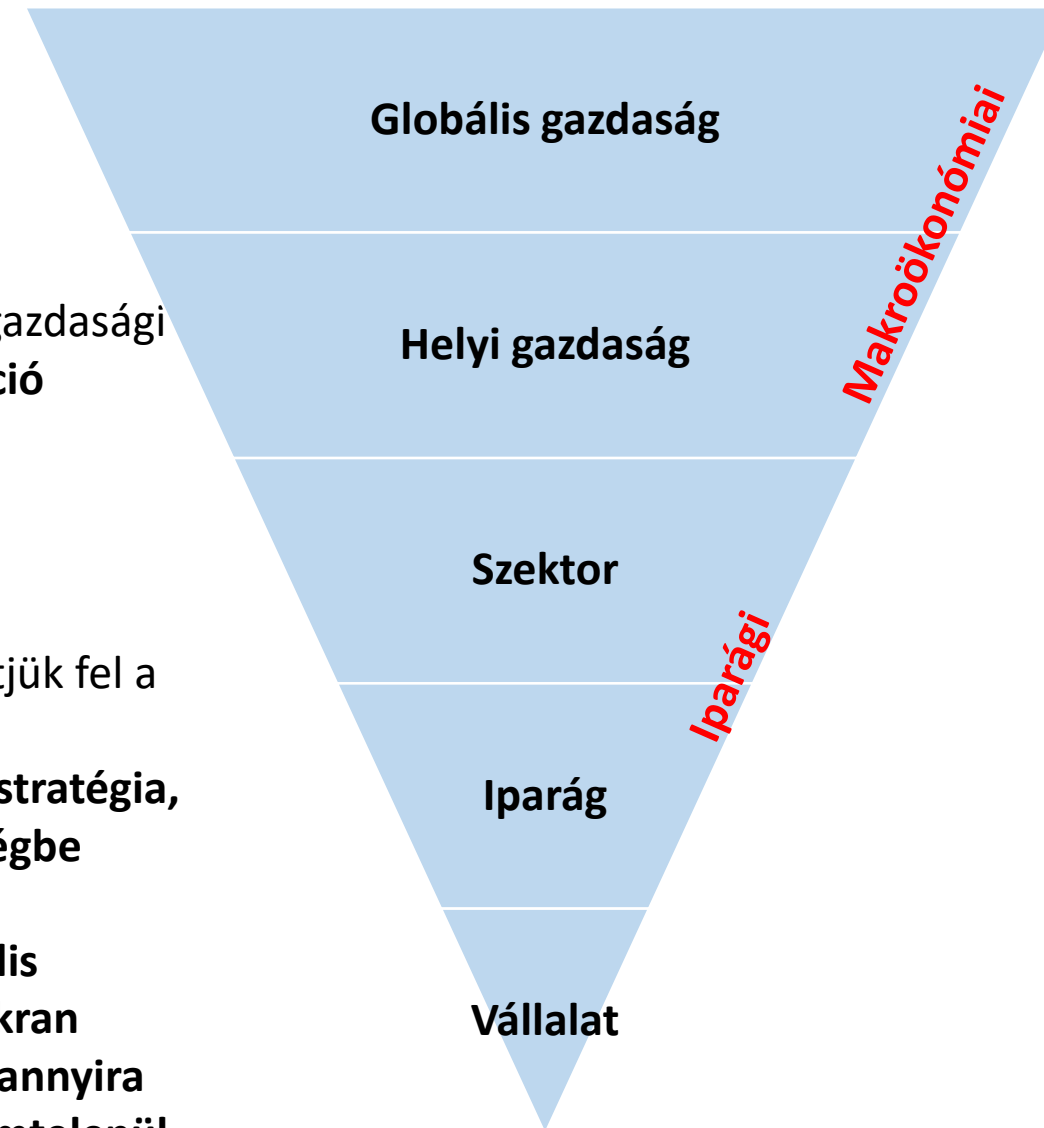 Globális gazdaság
Makroökonómiai
gazdasági
ció
Helyi gazdaság
Szektor
Iparági
tjük fel a
stratégia,
égbe
Iparág
lis
kran
annyira
Vállalat